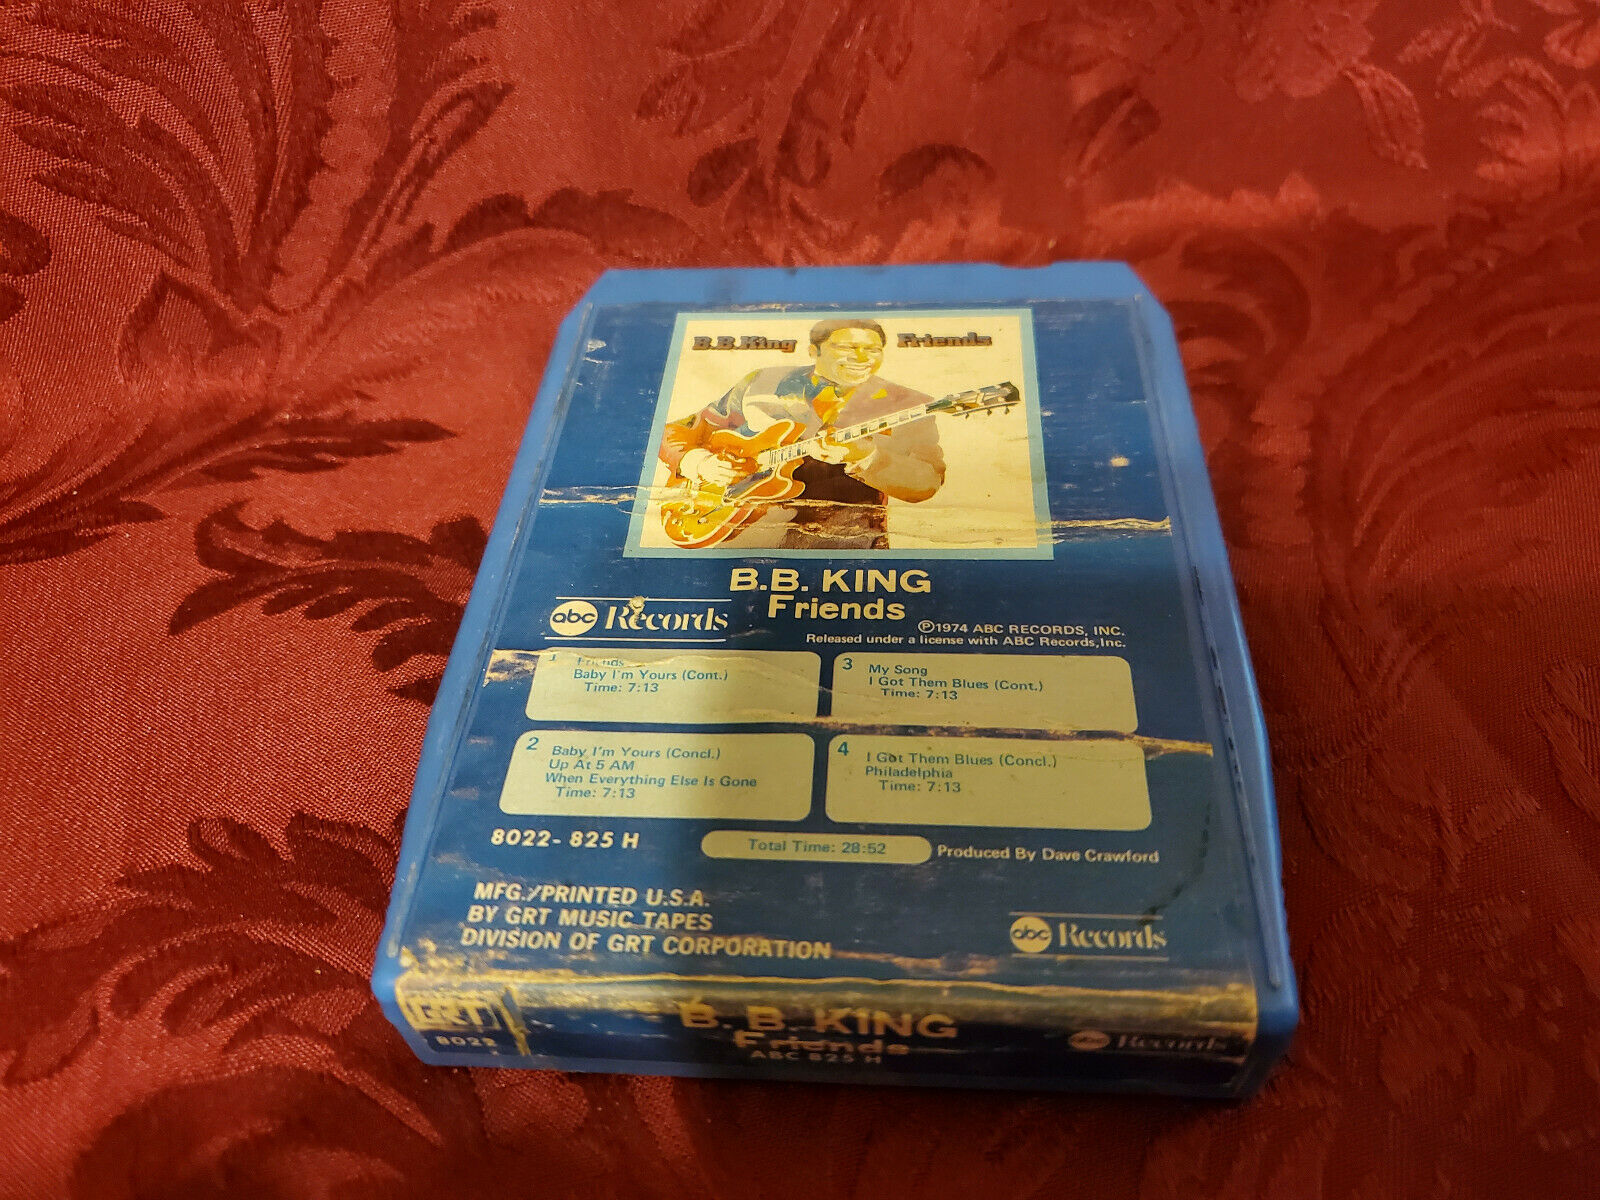 B.B. King Friends
B.B. KING
Friends
abc Records
Ⓟ1974 ABC RECORDS, INC.
Released under a license with ABC Records, Inc.
1 Friends
Baby I'm Yours (Cont.)
Time: 7:13
3 My Song
I Got Them Blues (Cont.)
Time: 7:13
2 Baby I'm Yours (Concl.)
Up At 5 AM
When Everything Else Is Gone
Time: 7:13
4 I Got Them Blues (Concl.)
Philadelphia
Time: 7:13
8022-825 H
Total Time: 28:52
Produced By Dave Crawford
MFG./PRINTED U.S.A.
BY GRT MUSIC TAPES
DIVISION OF GRT CORPORATION
abc Records
GRT
8022
B. B. KING
Friends
ABC 825 H
abc Records